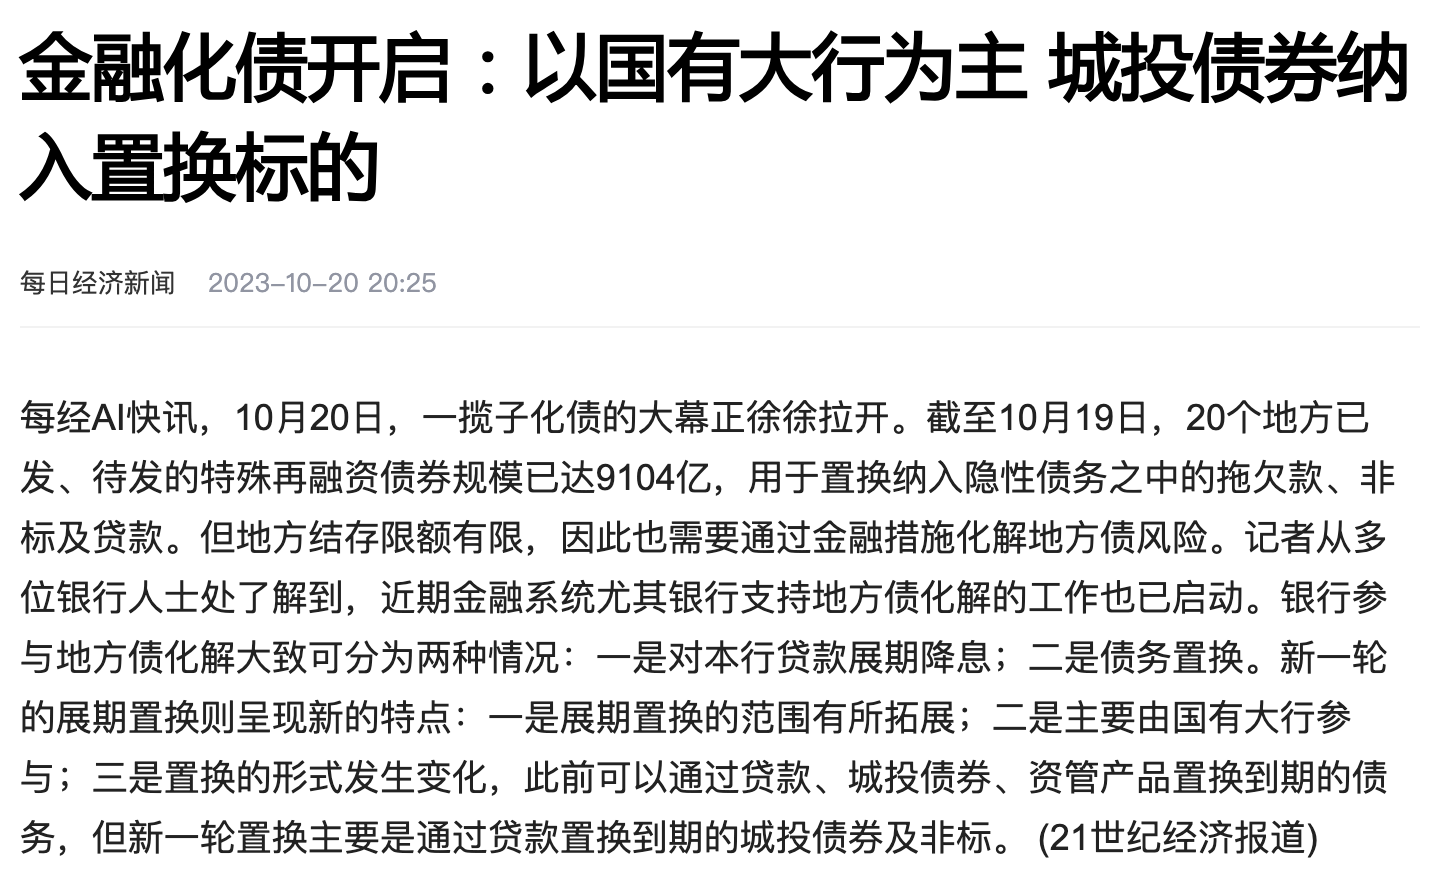 金融化债开启：以国有大行为主 城投债券纳
入置换标的
每日经济新闻 2023-10-20 20:25
每经AI快讯，10月20日，一揽子化债的大幕正徐徐拉开。截至10月19日，20个地方已
发、待发的特殊再融资债券规模已达9104亿，用于置换纳入隐性债务之中的拖欠款、非
标及贷款。但地方结存限额有限，因此也需要通过金融措施化解地方债风险。记者从多
位银行人士处了解到，近期金融系统尤其银行支持地方债化解的工作也已启动。银行参
与地方债化解大致可分为两种情况：一是对本行贷款展期降息；二是债务置换。新一轮
的展期置换则呈现新的特点：一是展期置换的范围有所拓展；二是主要由国有大行参
与；三是置换的形式发生变化，此前可以通过贷款、城投债券、资管产品置换到期的债
务，但新一轮置换主要是通过贷款置换到期的城投债券及非标。 (21世纪经济报道)